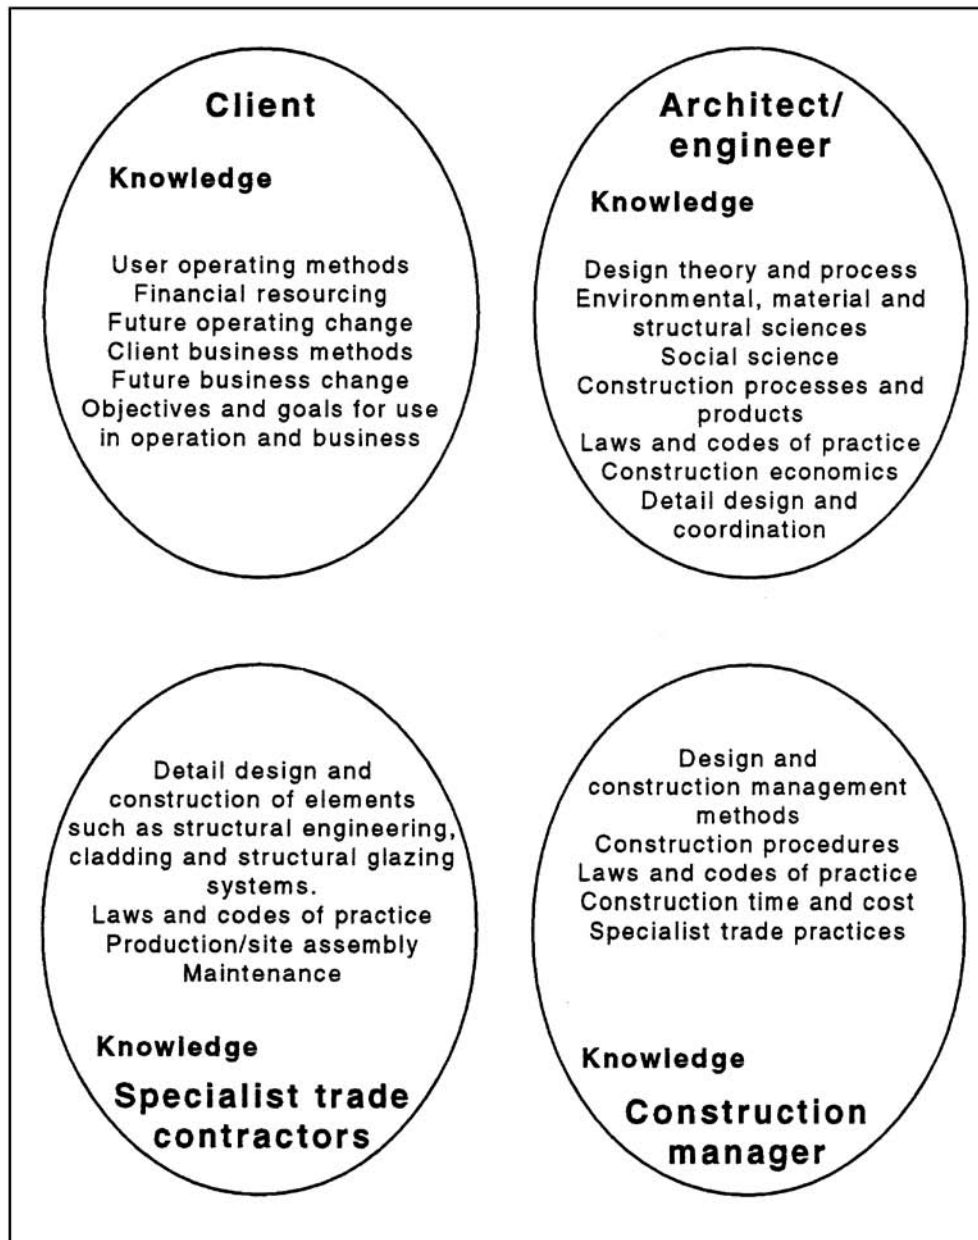 Client
Knowledge
User operating methods
Financial resourcing
Future operating change
Client business methods
Future business change
Objectives and goals for use
in operation and business
Architect/
engineer
Knowledge
Design theory and process
Environmental, material and
structural sciences
Social science
Construction processes and
products
Laws and codes of practice
Construction economics
Detail design and
coordination
Detail design and
construction of elements
such as structural engineering,
cladding and structural glazing
systems.
Laws and codes of practice
Production/site assembly
Maintenance
Knowledge
Specialist trade
contractors
Design and
construction management
methods
Construction procedures
Laws and codes of practice
Construction time and cost
Specialist trade practices
Knowledge
Construction
manager